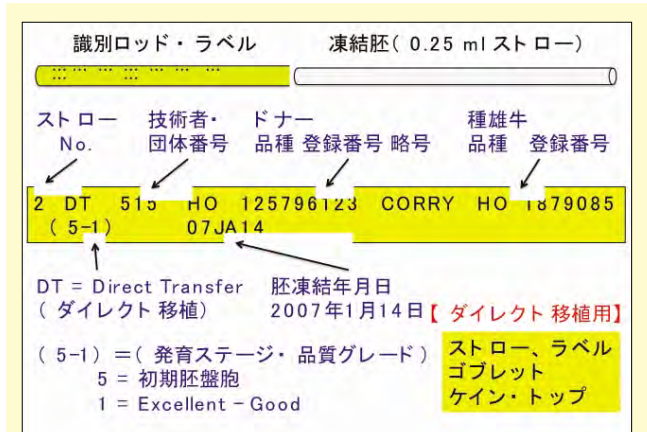 識別ロッド・ラベル 凍結胚( 0.25 mlストロー)
ストロー 技術者・ ドナー 種雄牛
No. 団体番号 品種 登録番号 略号 品種 登録番号
2 DT 515 HO 125796123 CORRY HO 1879085
( 5-1) 07JA14
DT = Direct Transfer 胚凍結年月日
( ダイレクト移植) 2007年1月14日【 ダイレクト移植用】
( 5-1) =( 発育ステージ・品質グレード)
5 = 初期胚盤胞
1 = Excellent – Good
ストロー、ラベル
ゴブレット
ケイン・トップ